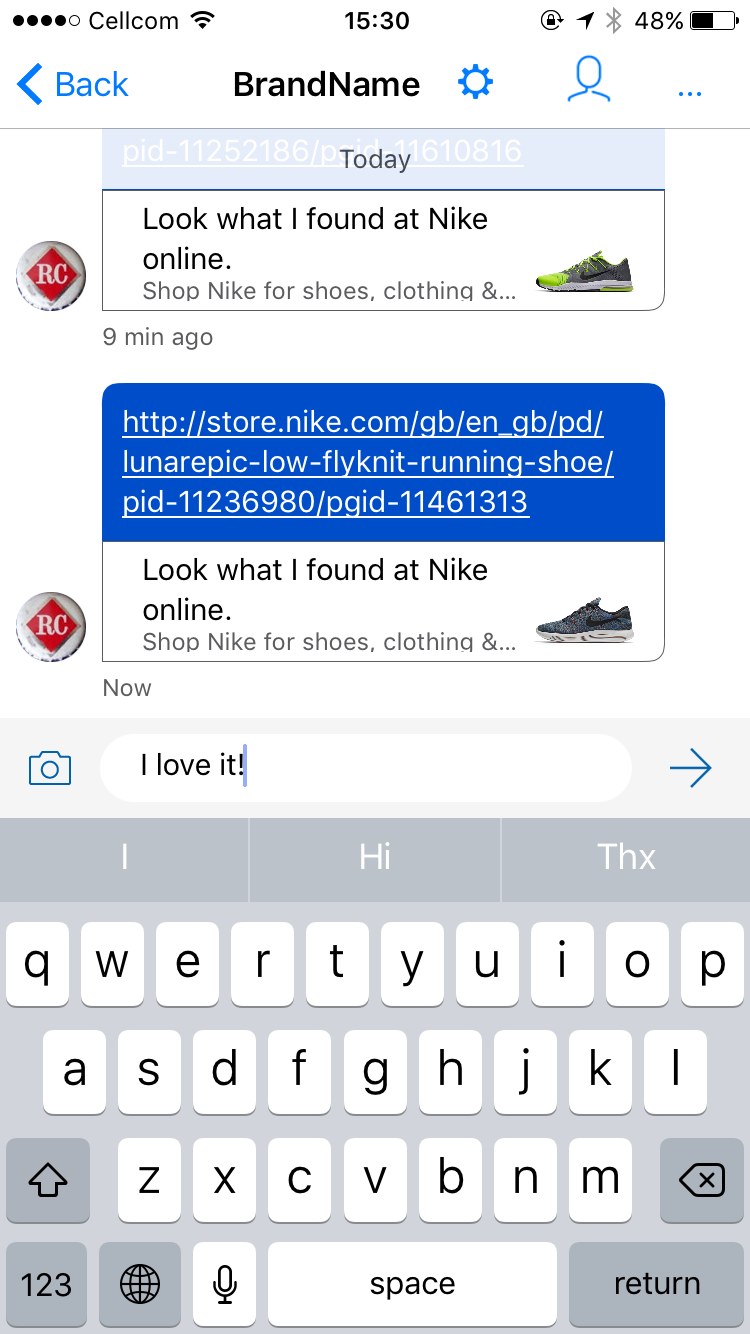 Cellcom 15:30 48%
Back BrandName ...
pid-11252186/pgid-11610816
Today
Look what I found at Nike
online.
Shop Nike for shoes, clothing &...
RC
9 min ago
http://store.nike.com/gb/en_gb/pd/
lunarepic-low-flyknit-running-shoe/
pid-11236980/pgid-11461313
Look what I found at Nike
online.
Shop Nike for shoes, clothing &...
RC
Now
I love it!
I Hi Thx
q w e r t y u i o p
a s d f g h j k l
z x c v b n m
123 space return